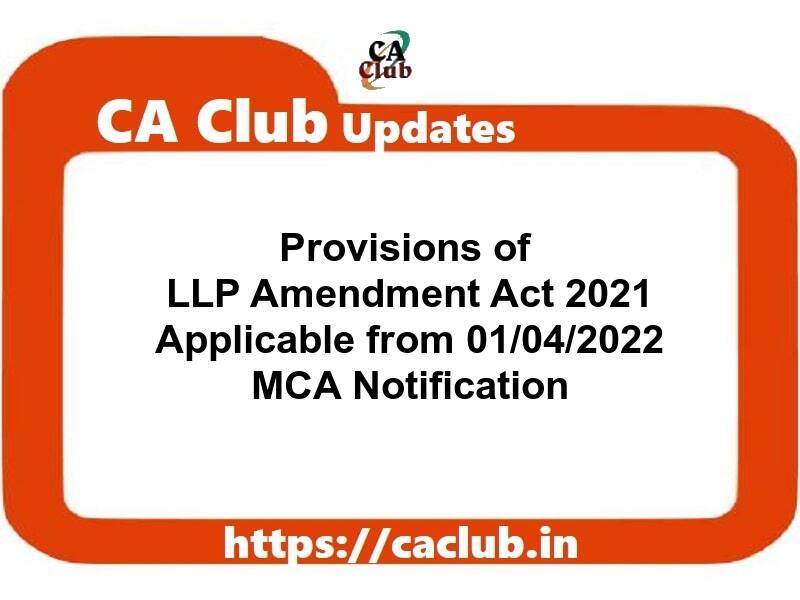 CA
Club
CA Club Updates
Provisions of
LLP Amendment Act 2021
Applicable from 01/04/2022
MCA Notification
https://caclub.in